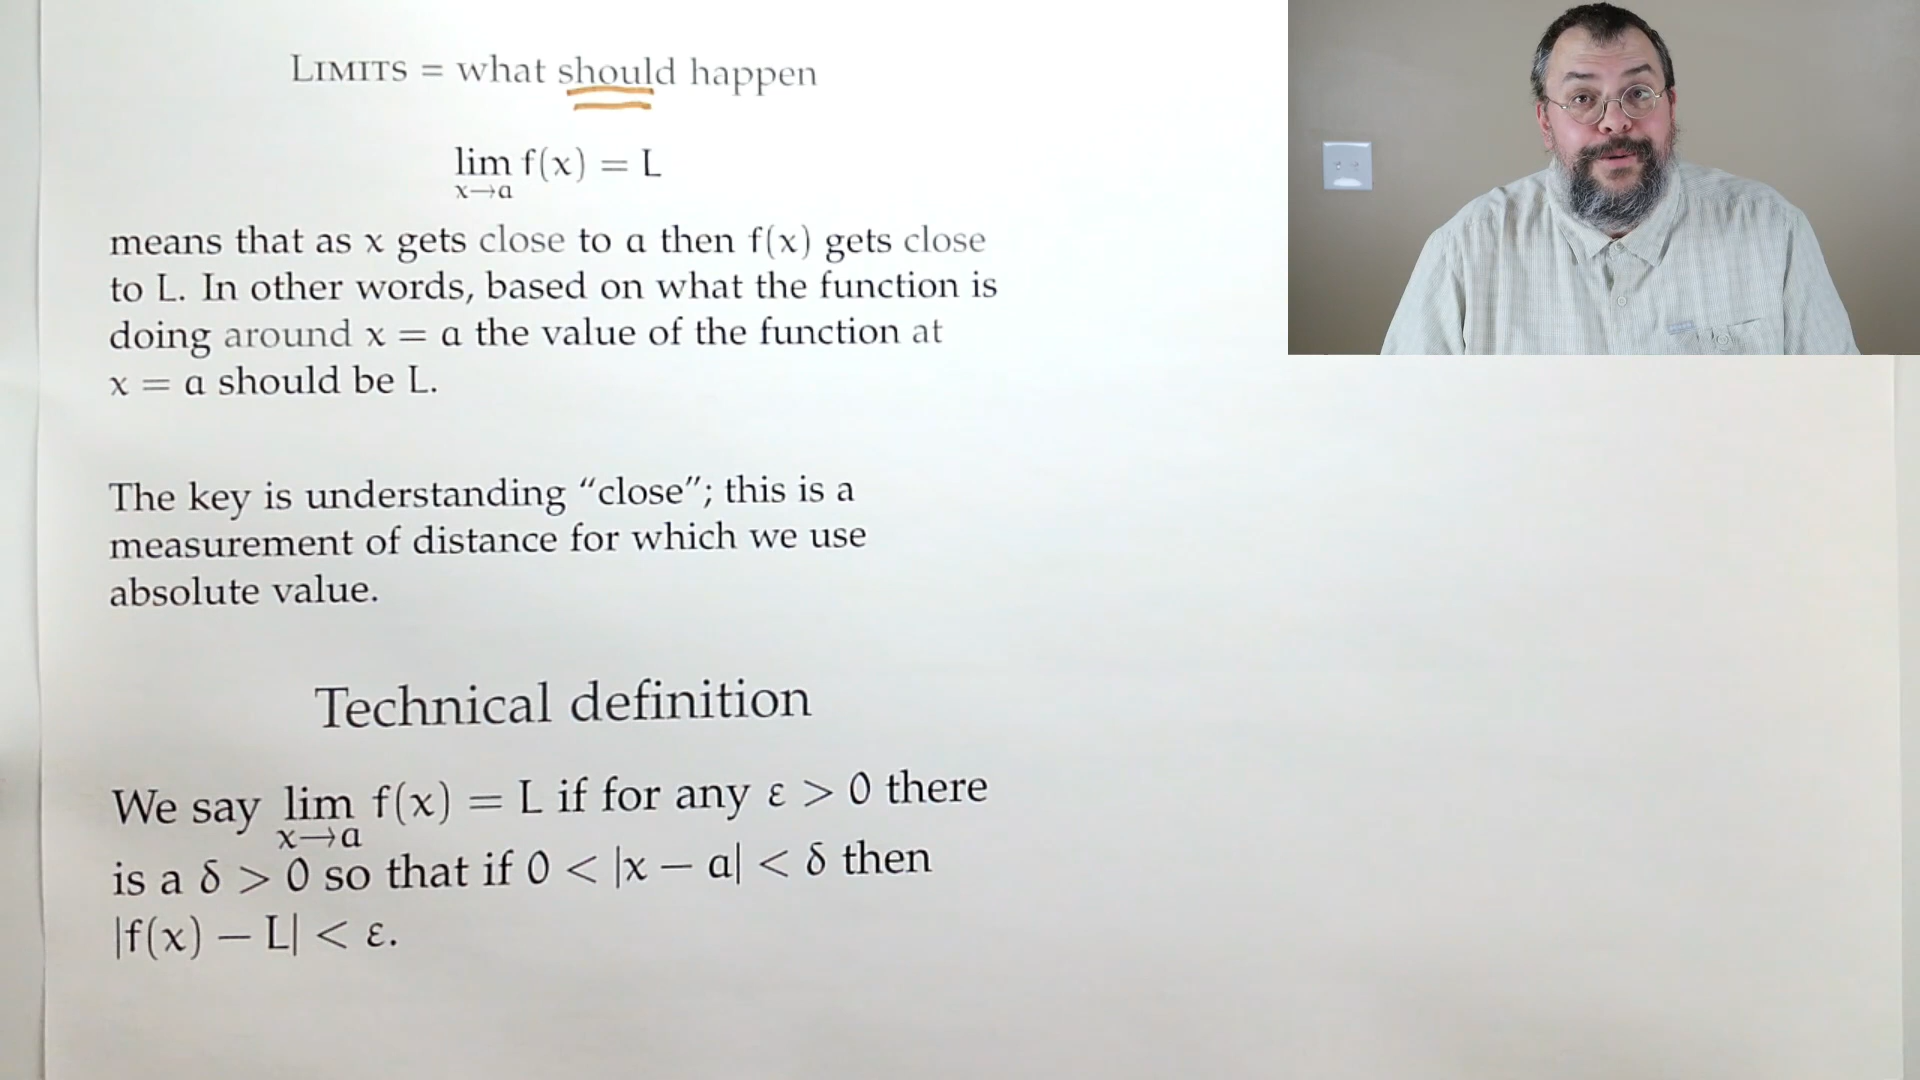 LIMITS = what should happen
lim f(x) = L
x→a
means that as x gets close to a then f(x) gets close
to L. In other words, based on what the function is
doing around x = a the value of the function at
x = a should be L.
The key is understanding “close”; this is a
measurement of distance for which we use
absolute value.
Technical definition
We say lim f(x) = L if for any ε > 0 there
x→a
is a δ > 0 so that if 0 < |x − a| < δ then
|f(x) − L| < ε.